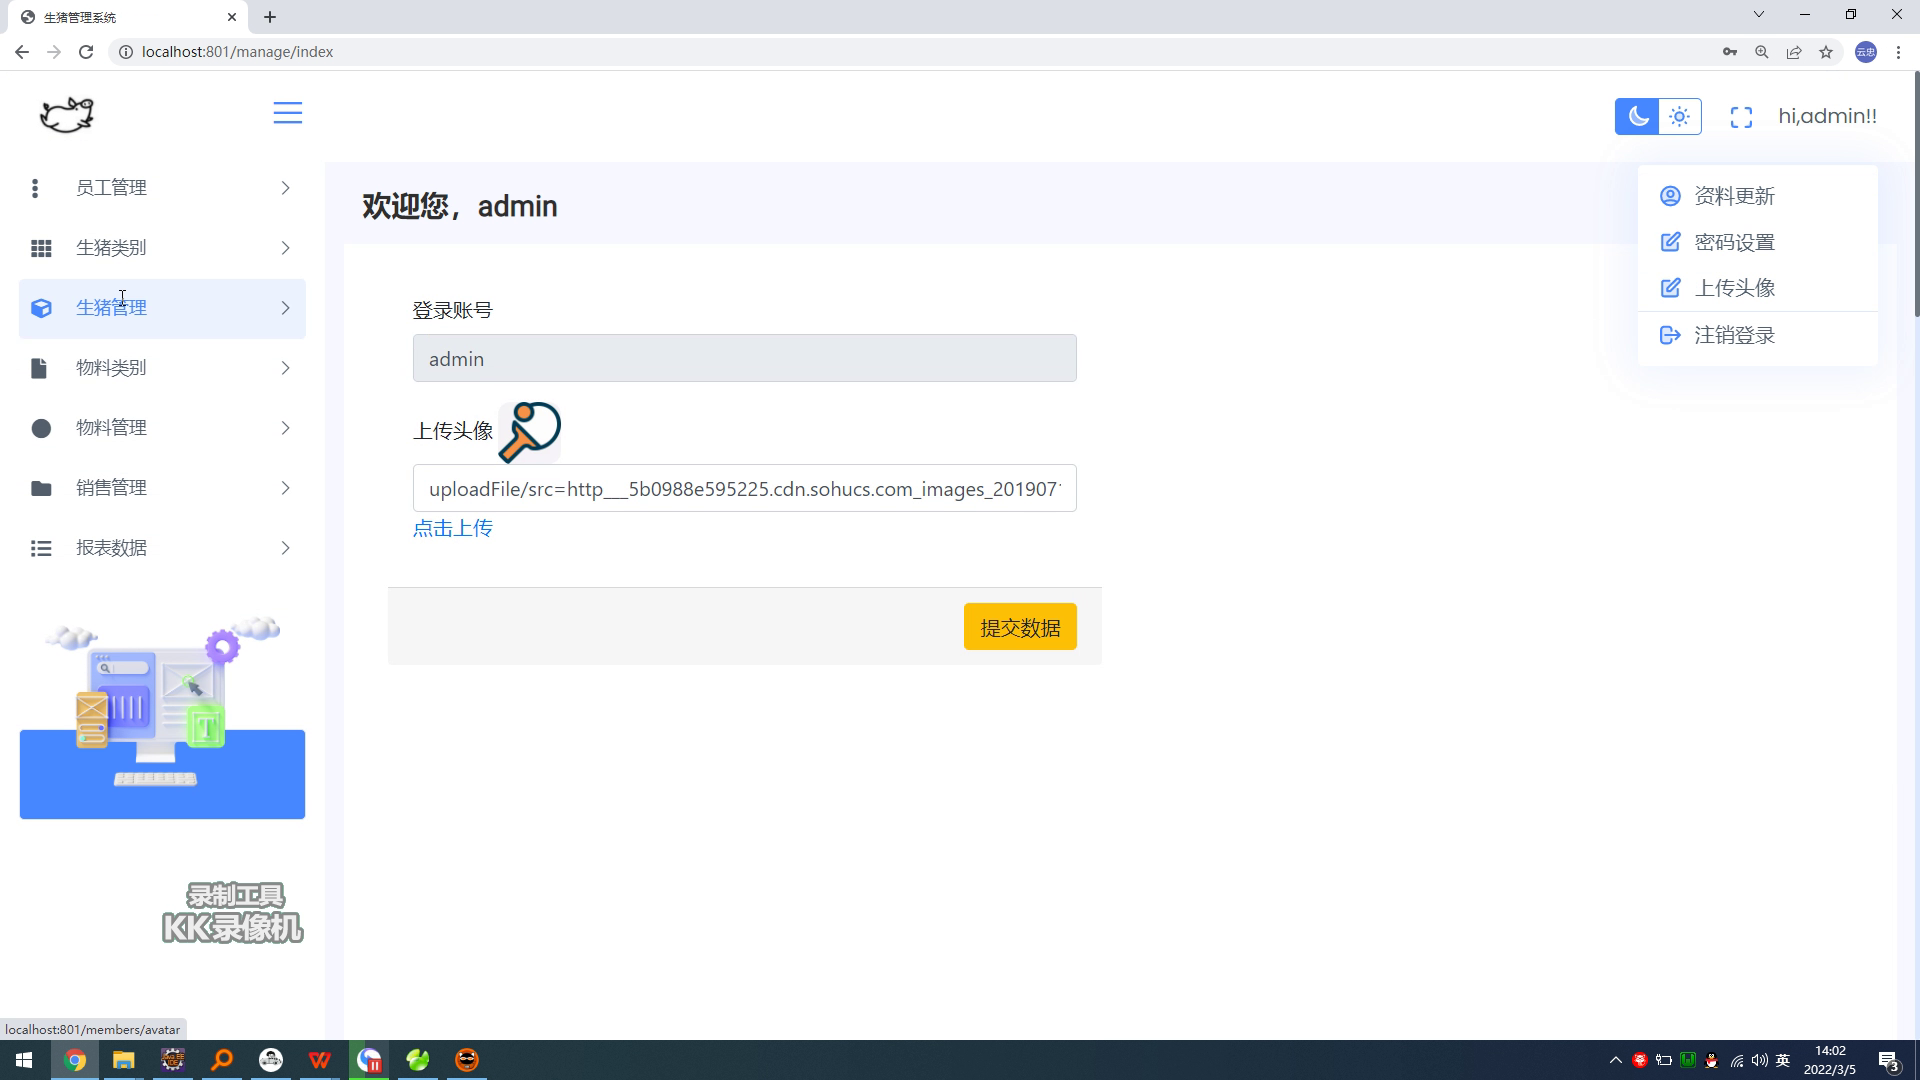 生猪管理系统
localhost:801/manage/index
云忠
hi,admin!!
员工管理
生猪类别
生猪管理
物料类别
物料管理
销售管理
报表数据
欢迎您，admin
资料更新
密码设置
上传头像
注销登录
登录账号
admin
上传头像
uploadFile/src=http___5b0988e595225.cdn.sohucs.com_images_201907
点击上传
提交数据
T
录制工具
KK录像机
localhost:801/members/avatar
英
14:02
2022/3/5
3